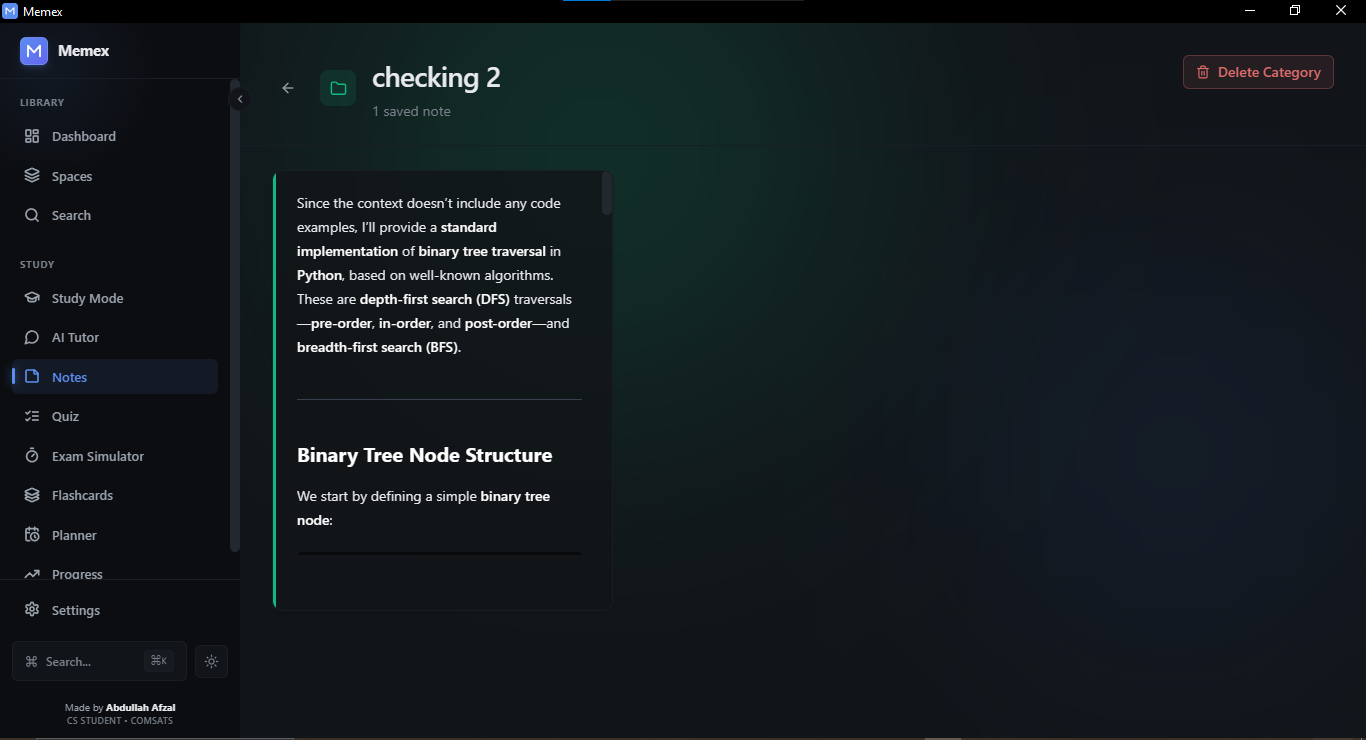 Memex
Memex
LIBRARY
Dashboard
Spaces
Search
STUDY
Study Mode
AI Tutor
Notes
Quiz
Exam Simulator
Flashcards
Planner
Progress
Settings
⌘ Search... ⌘K
Made by Abdullah Afzal
CS STUDENT • COMSATS
checking 2
1 saved note
Delete Category
Since the context doesn't include any code
examples, I'll provide a standard
implementation of binary tree traversal in
Python, based on well-known algorithms.
These are depth-first search (DFS) traversals
—pre-order, in-order, and post-order—and
breadth-first search (BFS).
Binary Tree Node Structure
We start by defining a simple binary tree
node: